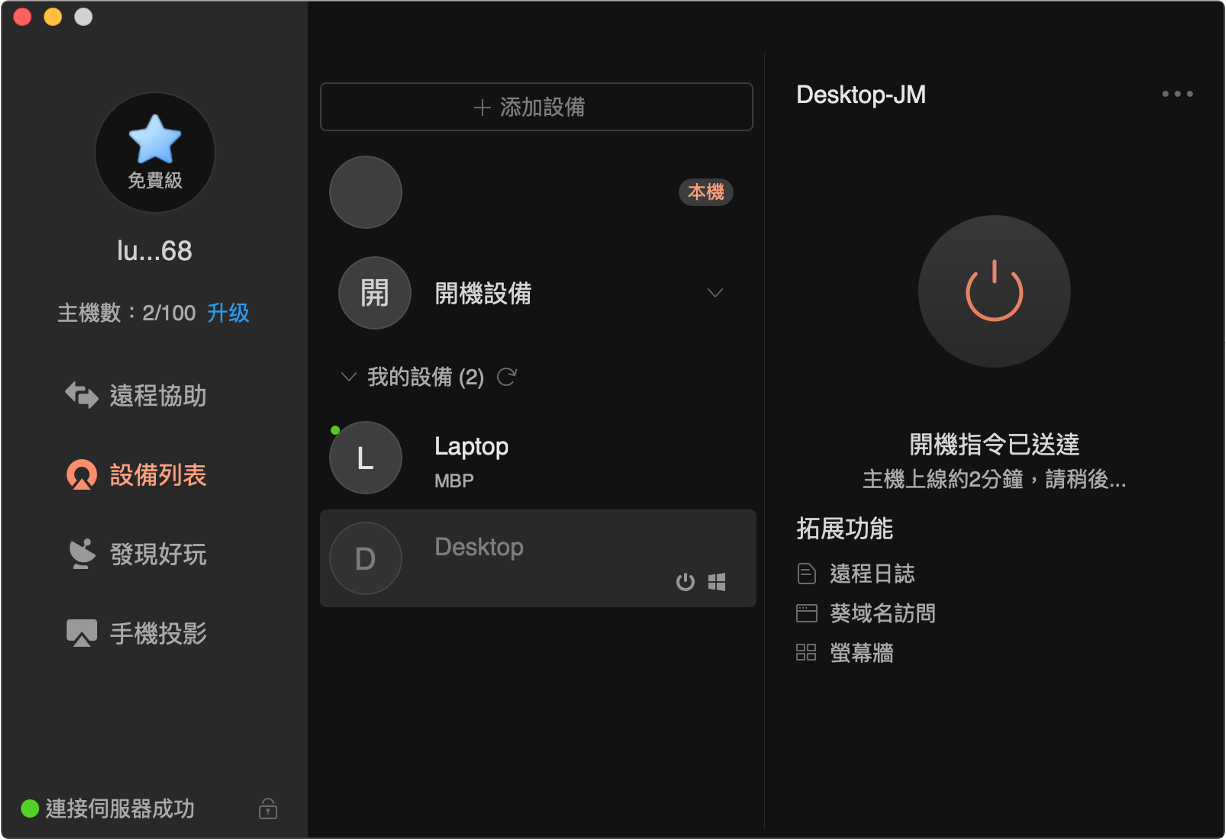 免費級
lu...68
主機數：2/100 升级
遠程協助
設備列表
發現好玩
手機投影
連接伺服器成功
添加設備
本機
開
開機設備
我的設備 (2)
L
Laptop
MBP
D
Desktop
Desktop-JM
開機指令已送達
主機上線約2分鐘，請稍後...
拓展功能
遠程日誌
葵域名訪問
螢幕牆